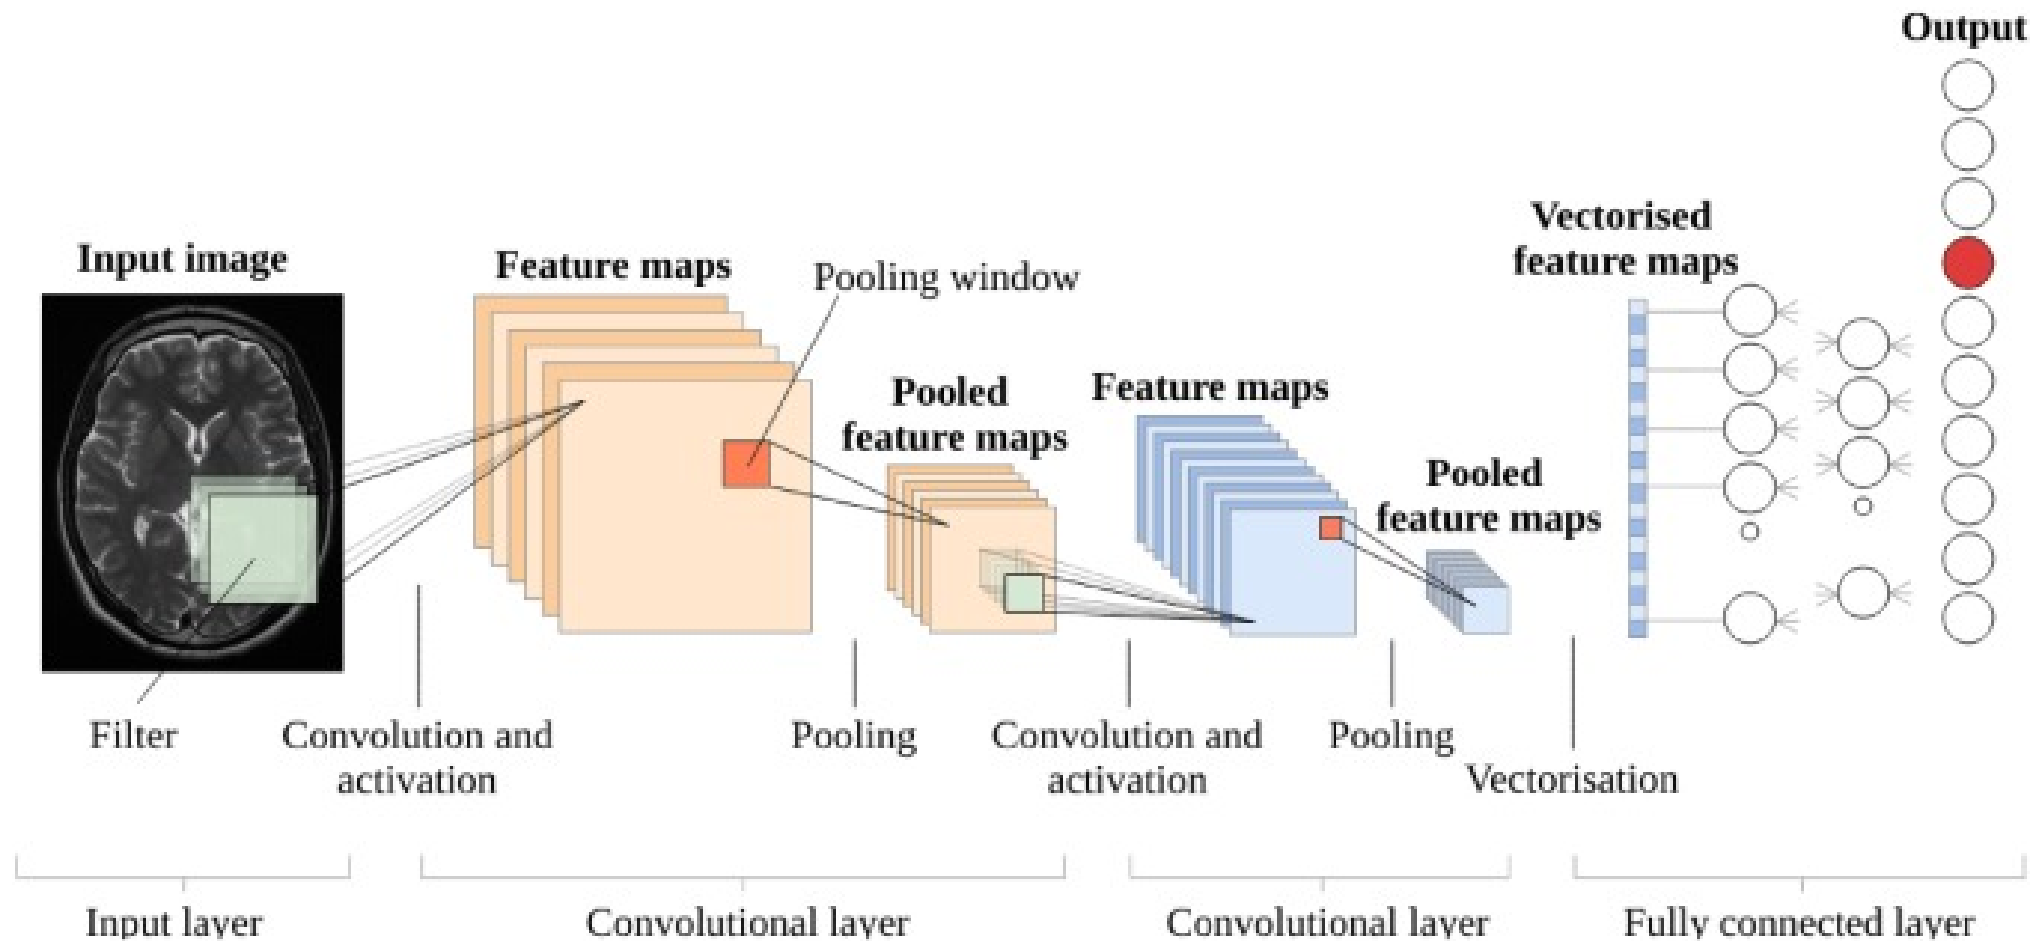 Output
Vectorised
feature maps
Input image
Feature maps
Pooling window
Pooled
feature maps
Feature maps
Pooled
feature maps
Filter
Convolution and
activation
Pooling
Convolution and
activation
Pooling
Vectorisation
Input layer
Convolutional layer
Convolutional layer
Fully connected layer